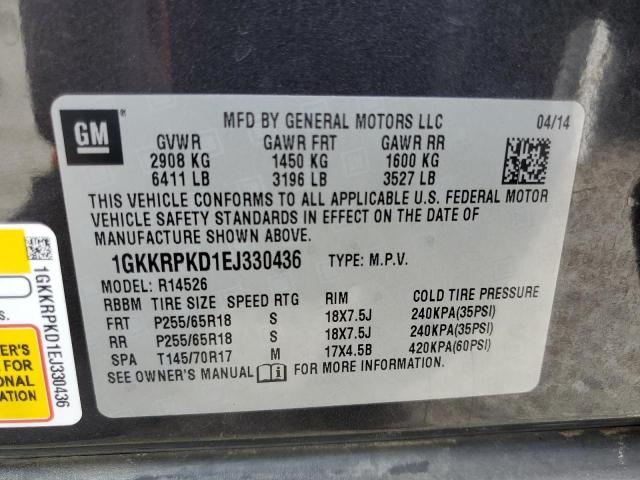 GM
MFD BY GENERAL MOTORS LLC 04/14
GVWR GAWR FRT GAWR RR
2908 KG 1450 KG 1600 KG
6411 LB 3196 LB 3527 LB
THIS VEHICLE CONFORMS TO ALL APPLICABLE U.S. FEDERAL MOTOR
VEHICLE SAFETY STANDARDS IN EFFECT ON THE DATE OF
MANUFACTURE SHOWN ABOVE.
1GKKRPKD1EJ330436 TYPE: M.P.V.
MODEL: R14526
RBBM TIRE SIZE SPEED RTG RIM COLD TIRE PRESSURE
FRT P255/65R18 S 18X7.5J 240KPA(35PSI)
RR P255/65R18 S 18X7.5J 240KPA(35PSI)
SPA T145/70R17 M 17X4.5B 420KPA(60PSI)
SEE OWNER'S MANUAL FOR MORE INFORMATION.
1GKKRPKD1EJ330436
s.
NER'S
FOR
ONAL
ATION